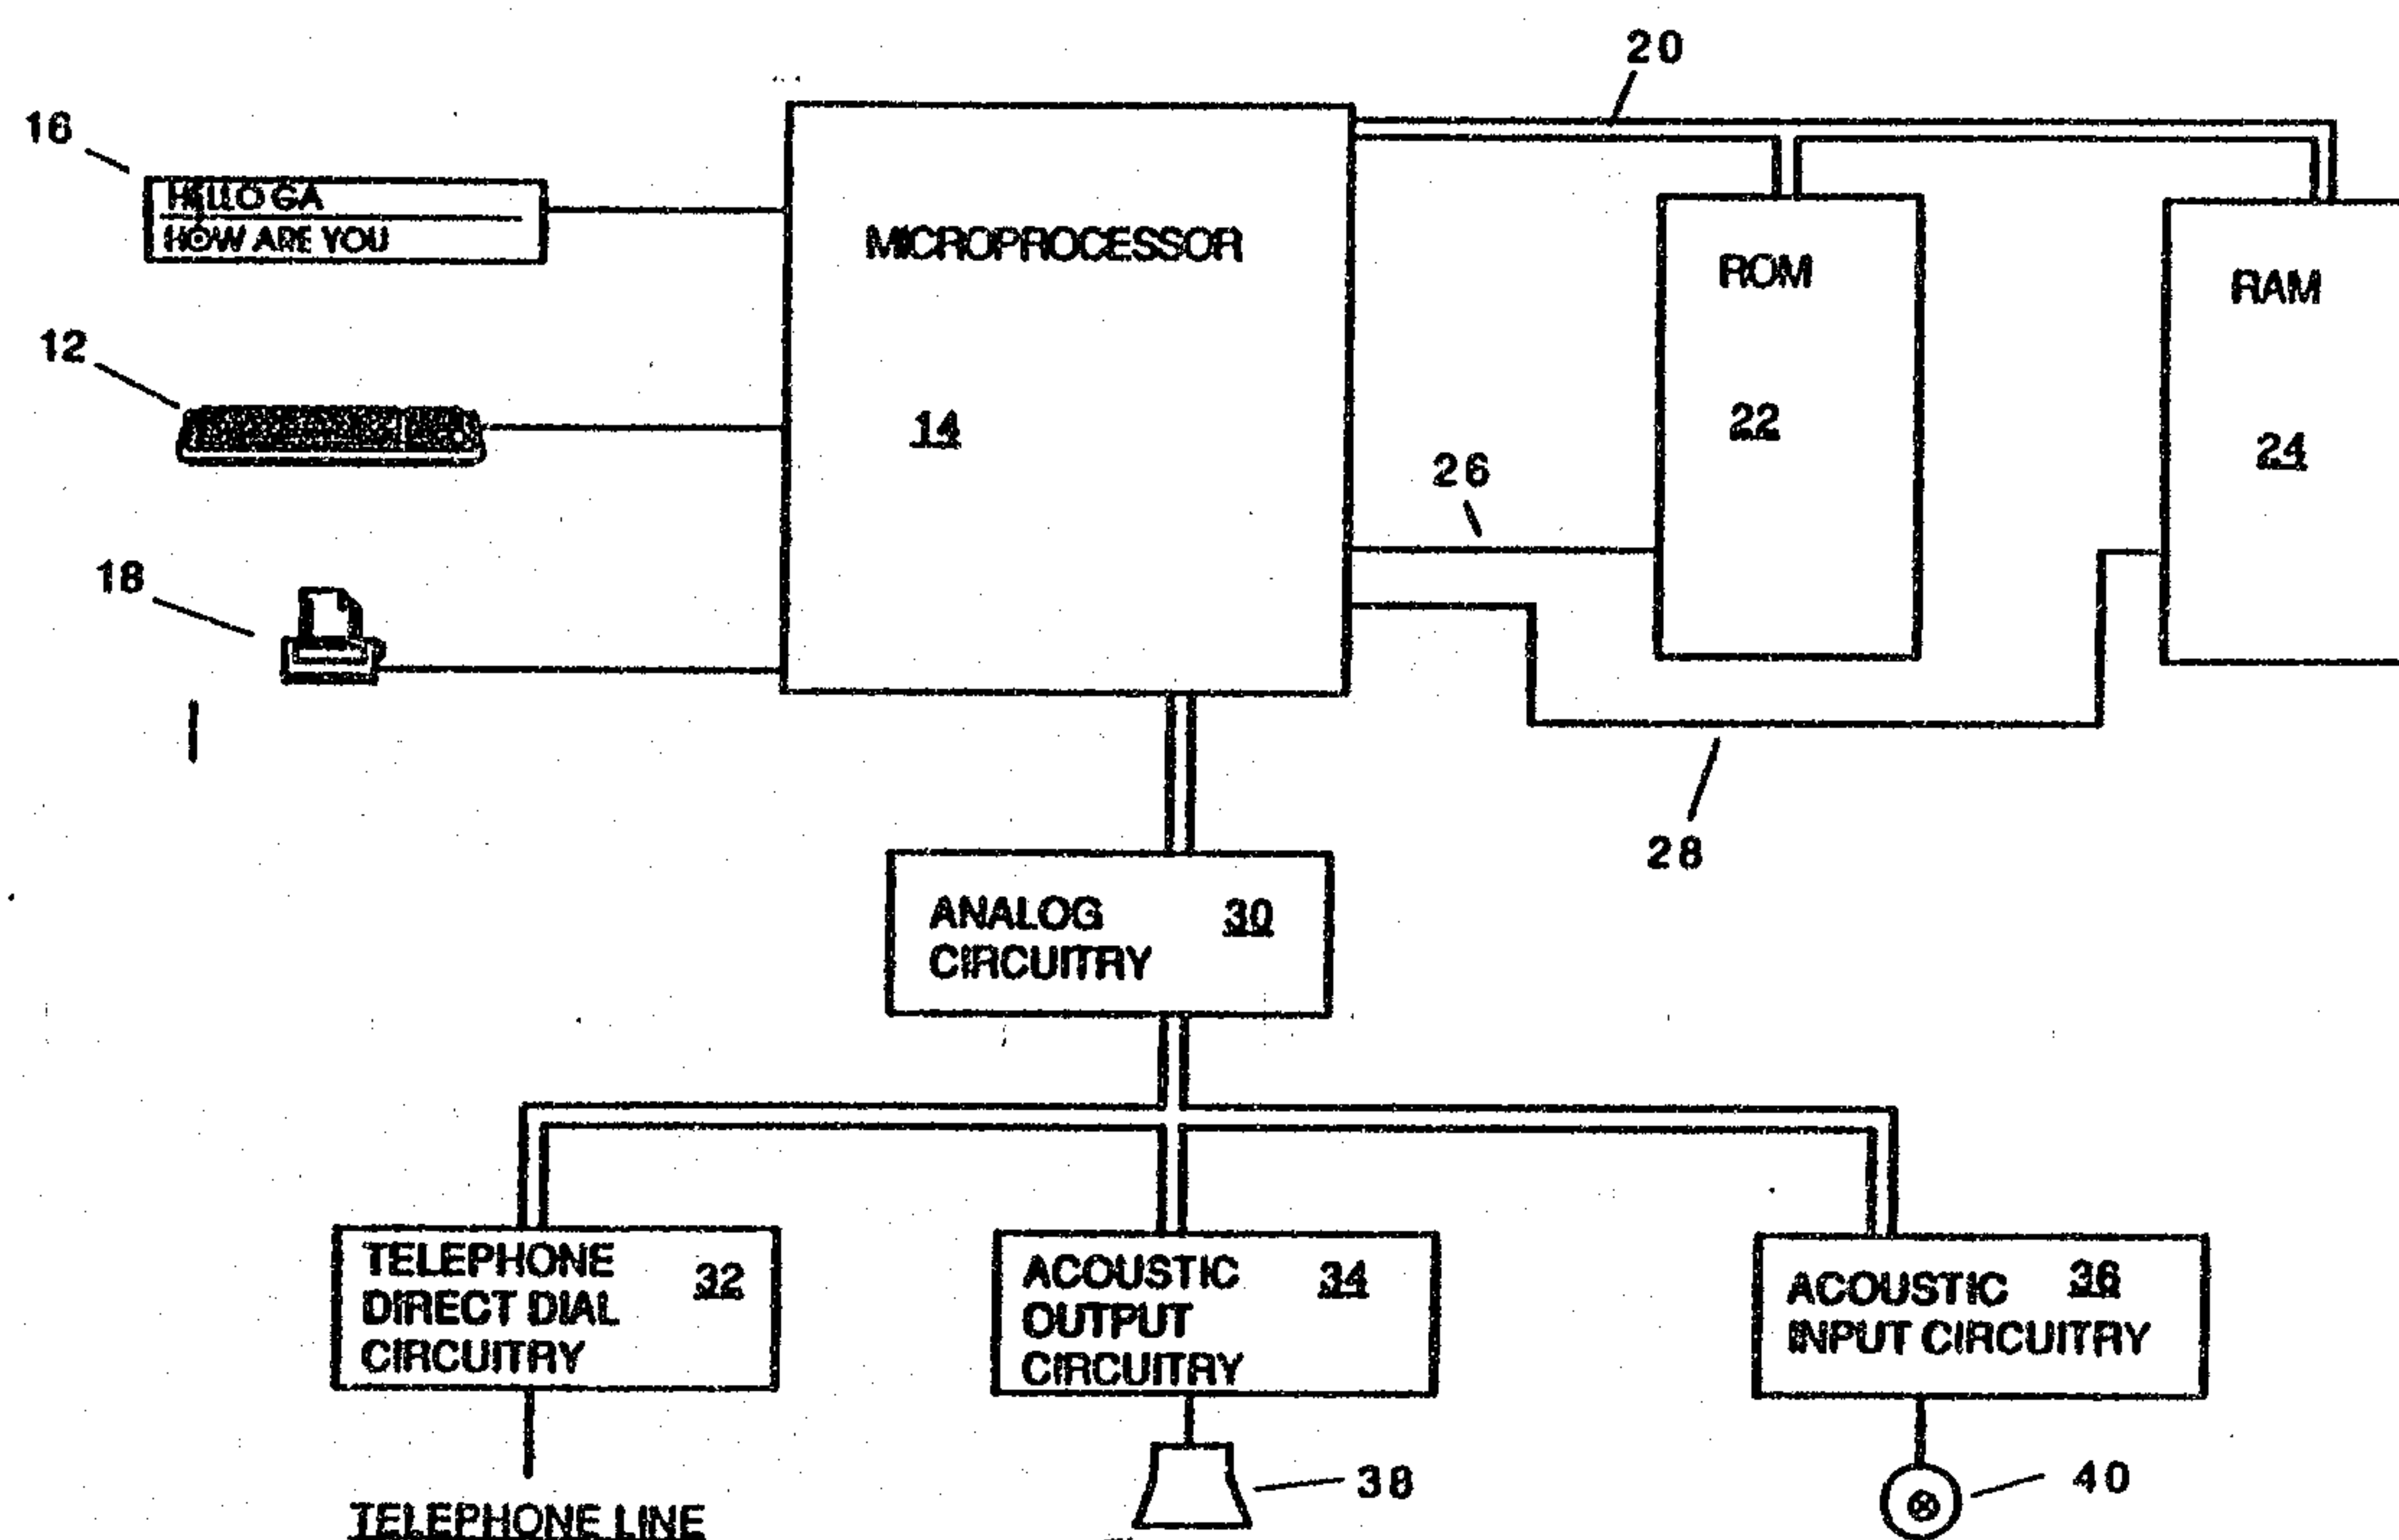 20
16
HELLO GA
HOW ARE YOU
MICROPROCESSOR
ROM
RAM
12
14
22
24
26
18
28
ANALOG 30
CIRCUITRY
TELEPHONE 32
DIRECT DIAL
CIRCUITRY
ACOUSTIC 34
OUTPUT
CIRCUITRY
ACOUSTIC 36
INPUT CIRCUITRY
38
40
TELEPHONE LINE